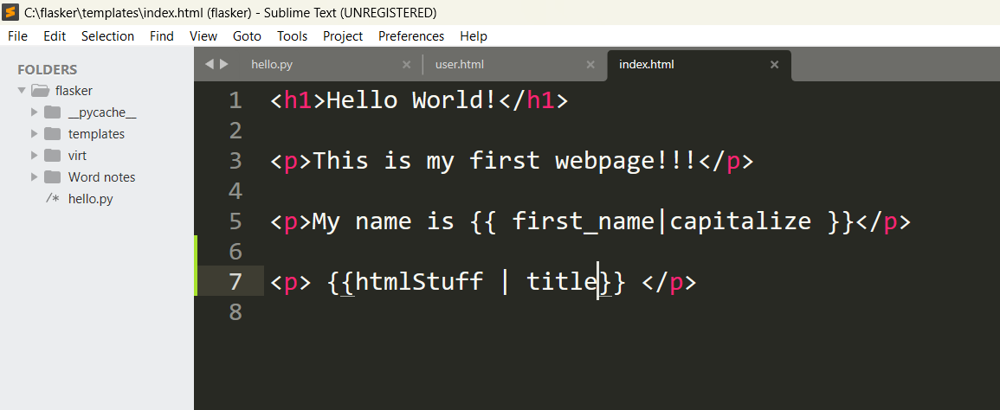 C:\flasker\templates\index.html (flasker) - Sublime Text (UNREGISTERED)
File Edit Selection Find View Goto Tools Project Preferences Help
FOLDERS
flasker
__pycache__
templates
virt
Word notes
/* hello.py
hello.py × user.html × index.html ×
1 <h1>Hello World!</h1>
2
3 <p>This is my first webpage!!!</p>
4
5 <p>My name is {{ first_name|capitalize }}</p>
6
7 <p> {{htmlStuff | title}} </p>
8